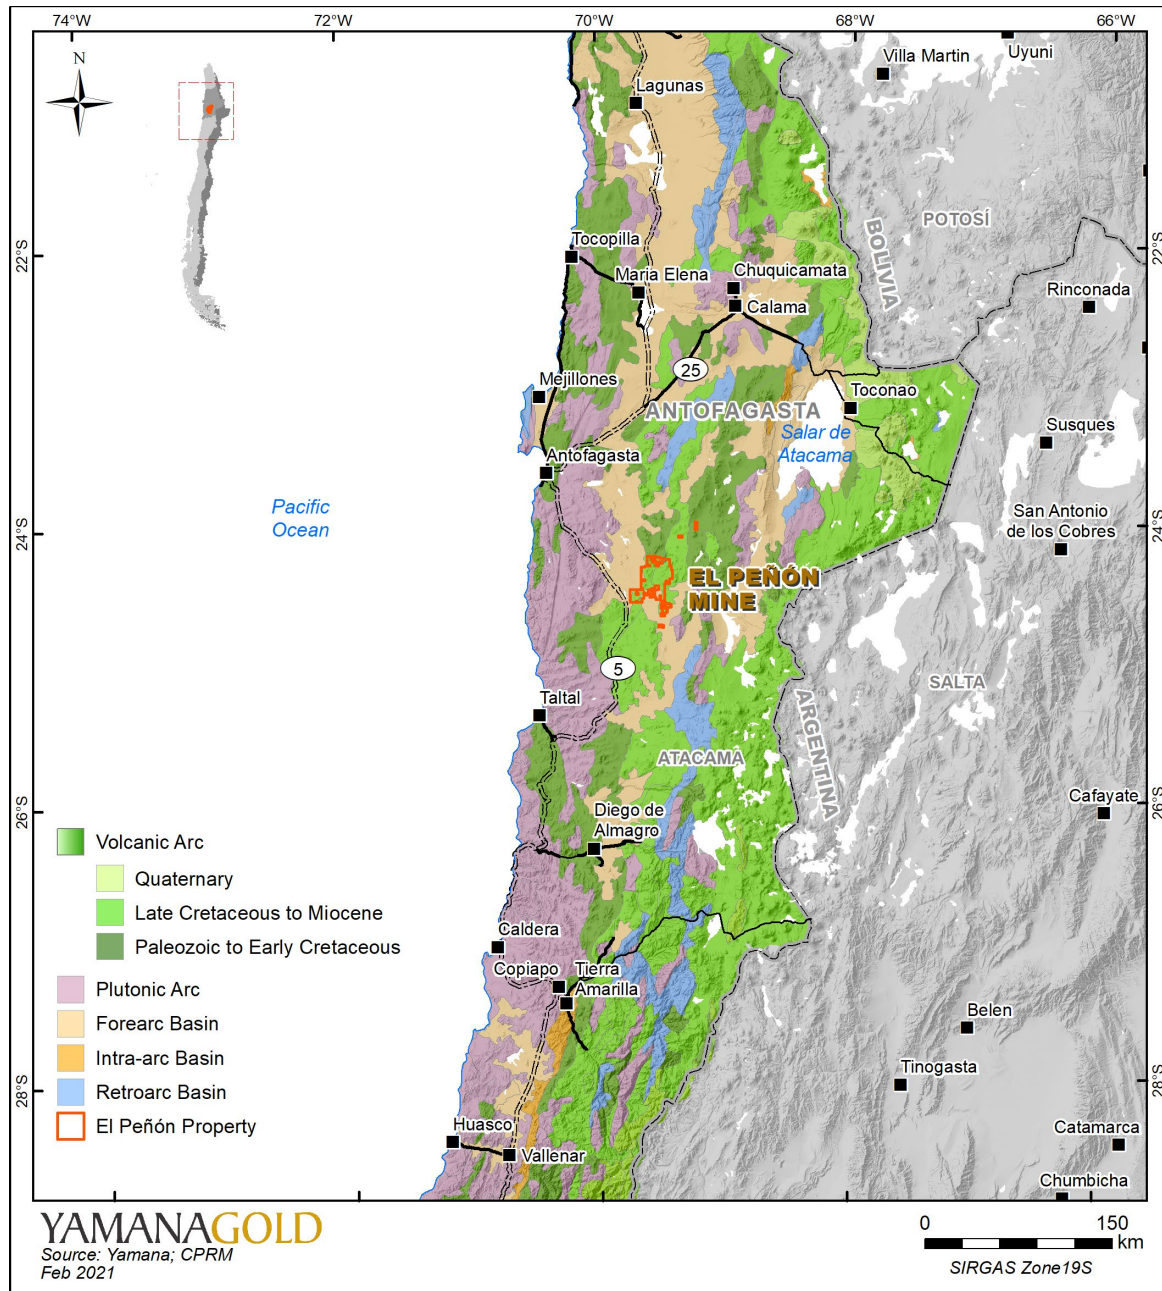 74°W
72°W
70°W
68°W
66°W
N
Villa Martin
Uyuni
Lagunas
POTOSÍ
BOLIVIA
22°S
22°S
Tocopilla
Maria Elena
Chuquicamata
Calama
Rinconada
25
Mejillones
Toconao
ANTOFAGASTA
Salar de
Atacama
Susques
Antofagasta
Pacific
Ocean
San Antonio
de los Cobres
24°S
24°S
EL PEÑÓN
MINE
5
SALTA
Taltal
ARGENTINA
ATACAMA
Cafayate
26°S
26°S
Diego de
Almagro
Volcanic Arc
Quaternary
Late Cretaceous to Miocene
Paleozoic to Early Cretaceous
Plutonic Arc
Forearc Basin
Intra-arc Basin
Retroarc Basin
El Peñón Property
Caldera
Copiapo
Tierra
Amarilla
Belen
Tinogasta
28°S
28°S
Huasco
Vallenar
Catamarca
Chumbicha
YAMANAGOLD
Source: Yamana; CPRM
Feb 2021
0
150
km
SIRGAS Zone19S